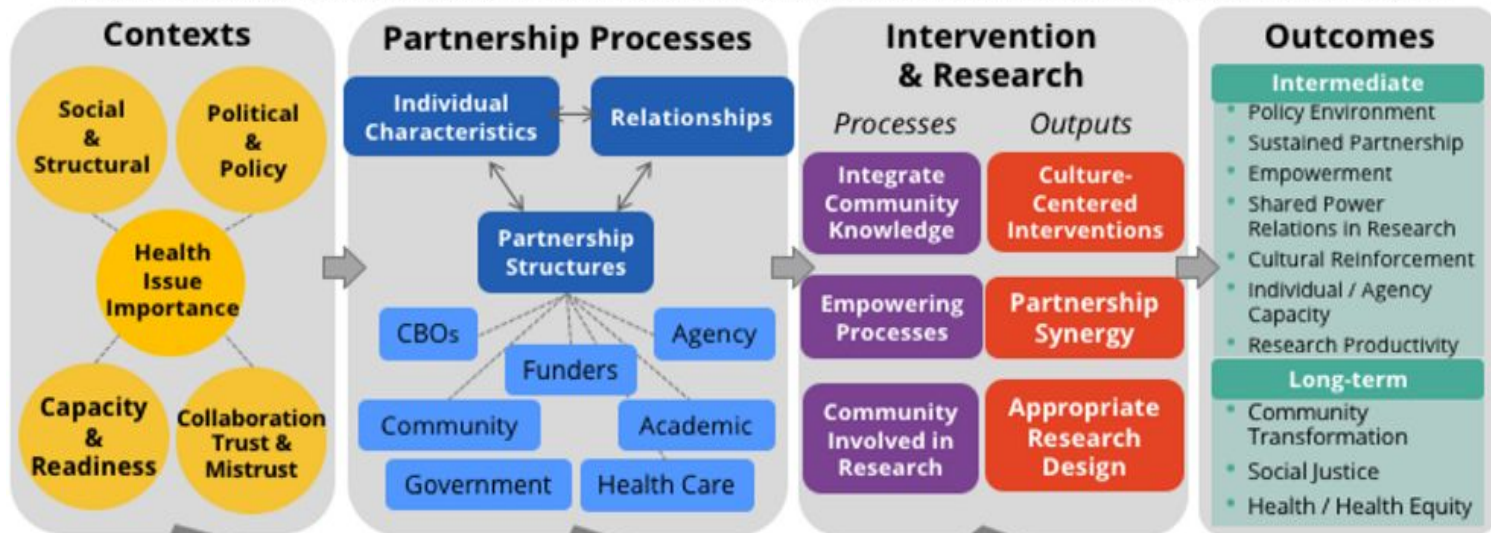 Contexts
Social
&
Structural
Political
&
Policy
Health
Issue
Importance
Capacity
&
Readiness
Collaboration
Trust &
Mistrust
Partnership Processes
Individual
Characteristics
Relationships
Partnership
Structures
CBOs
Agency
Funders
Community
Academic
Government
Health Care
Intervention
& Research
Processes
Outputs
Integrate
Community
Knowledge
Culture-
Centered
Interventions
Empowering
Processes
Partnership
Synergy
Community
Involved in
Research
Appropriate
Research
Design
Outcomes
Intermediate
• Policy Environment
• Sustained Partnership
• Empowerment
• Shared Power
Relations in Research
• Cultural Reinforcement
• Individual / Agency
Capacity
• Research Productivity
Long-term
• Community
Transformation
• Social Justice
• Health / Health Equity